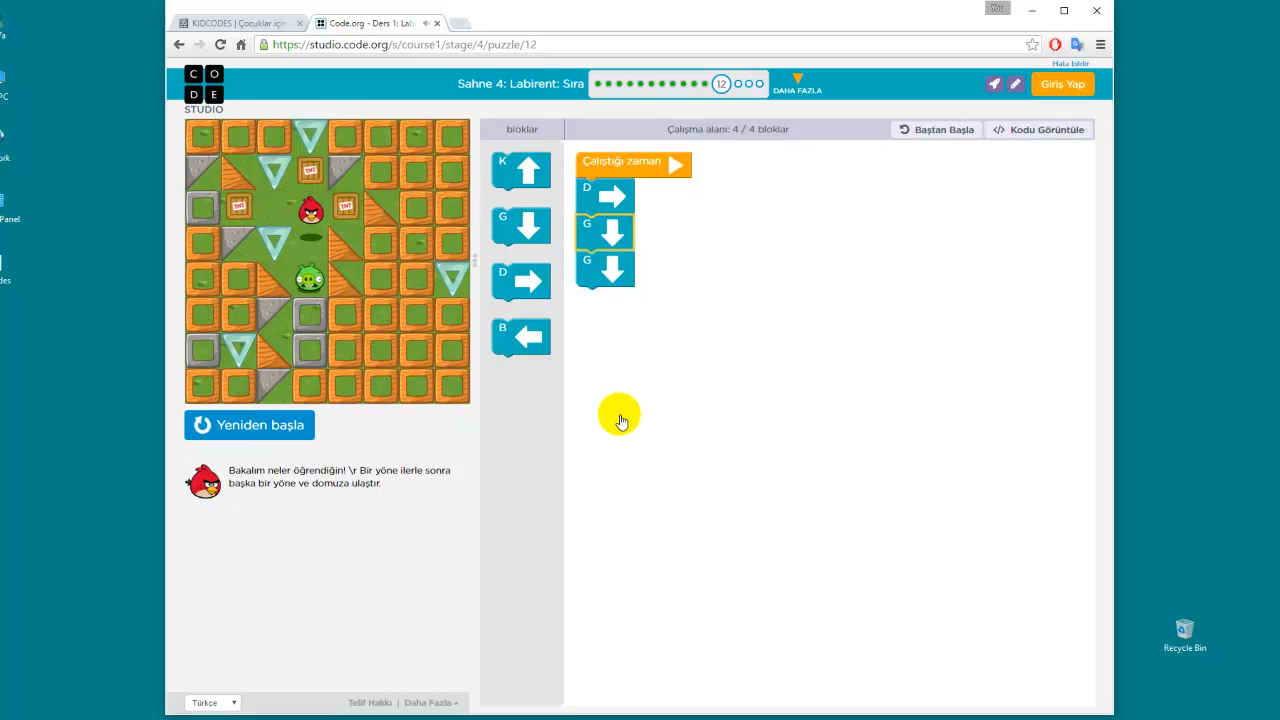 You
KIDCODES | Çocuklar için
Code.org - Ders 1: Lab
https://studio.code.org/s/course1/stage/4/puzzle/12
Hata bildir
C O
D E
STUDIO
Sahne 4: Labirent: Sıra
12
DAHA FAZLA
Giriş Yap
bloklar
Çalışma alanı: 4 / 4 bloklar
Baştan Başla
</> Kodu Görüntüle
K
G
D
B
Çalıştığı zaman
D
G
G
TNT
TNT
TNT
Yeniden başla
Bakalım neler öğrendiğin! \r Bir yöne ilerle sonra
başka bir yöne ve domuza ulaştır.
Türkçe
Telif Hakkı | Daha Fazla
PC
Panel
Recycle Bin